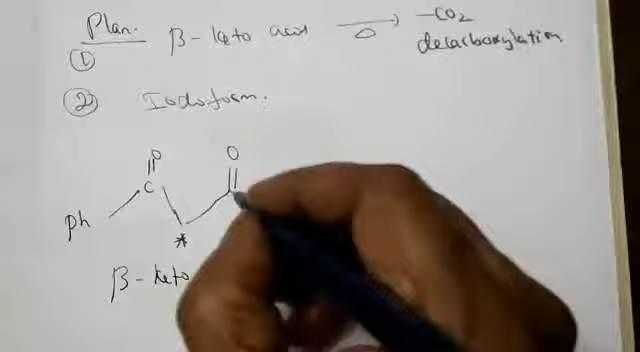 Plan.
① β-keto acid ⟶ -CO2
△ decarboxylation
② Iodoform.
O O
C
Ph
*
β-keto